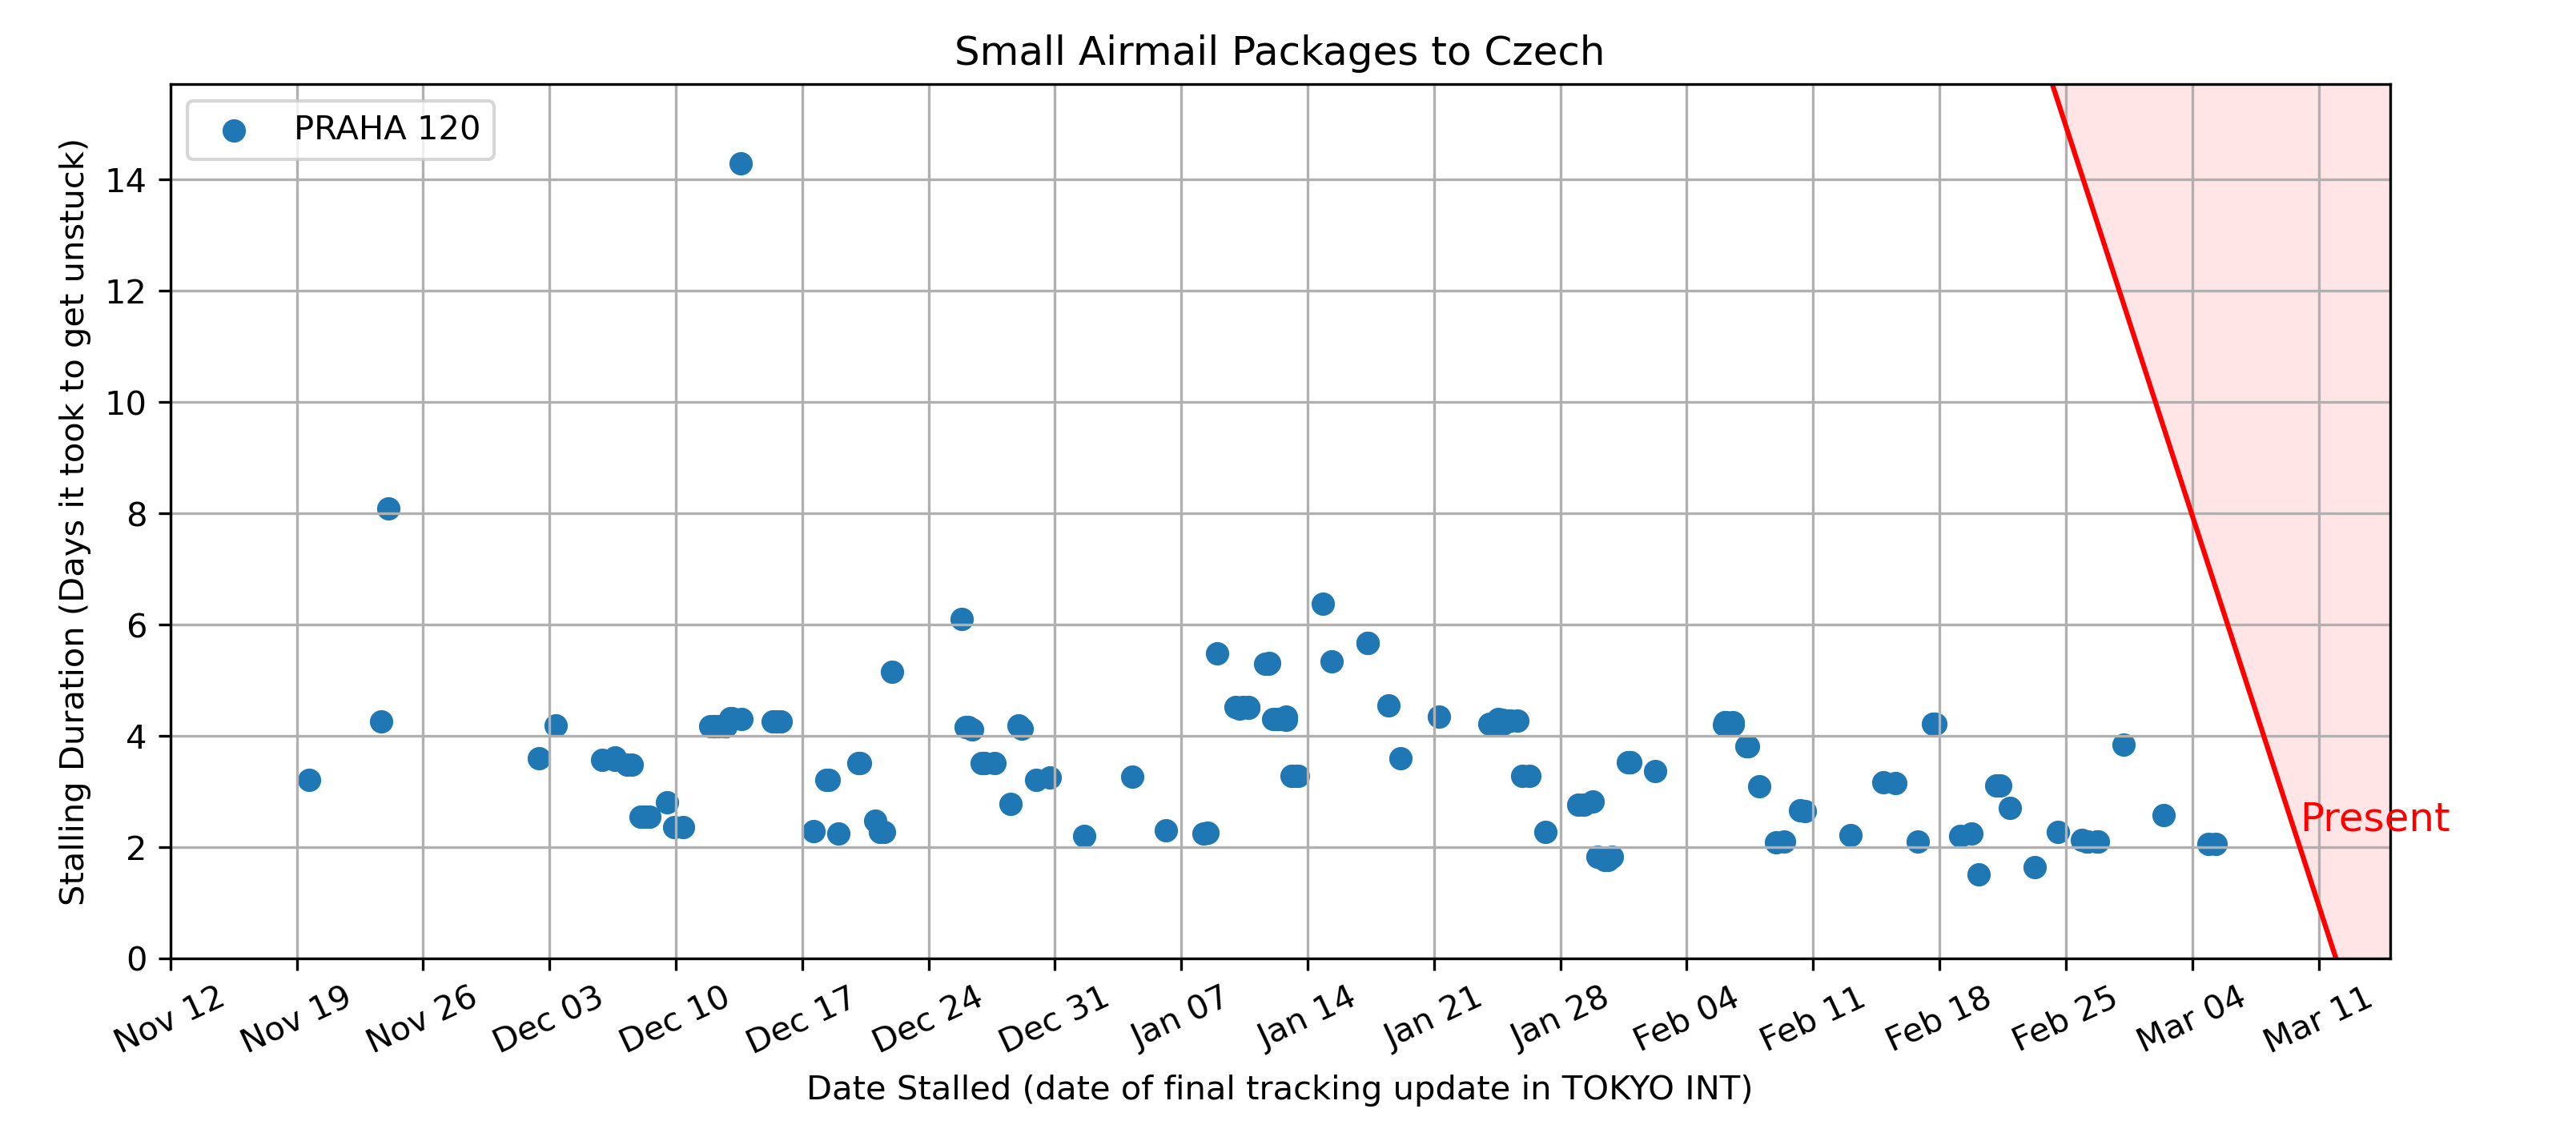 Small Airmail Packages to Czech
PRAHA 120
Stalling Duration (Days it took to get unstuck)
14
12
10
8
6
4
2
0
Present
Nov 12
Nov 19
Nov 26
Dec 03
Dec 10
Dec 17
Dec 24
Dec 31
Jan 07
Jan 14
Jan 21
Jan 28
Feb 04
Feb 11
Feb 18
Feb 25
Mar 04
Mar 11
Date Stalled (date of final tracking update in TOKYO INT)